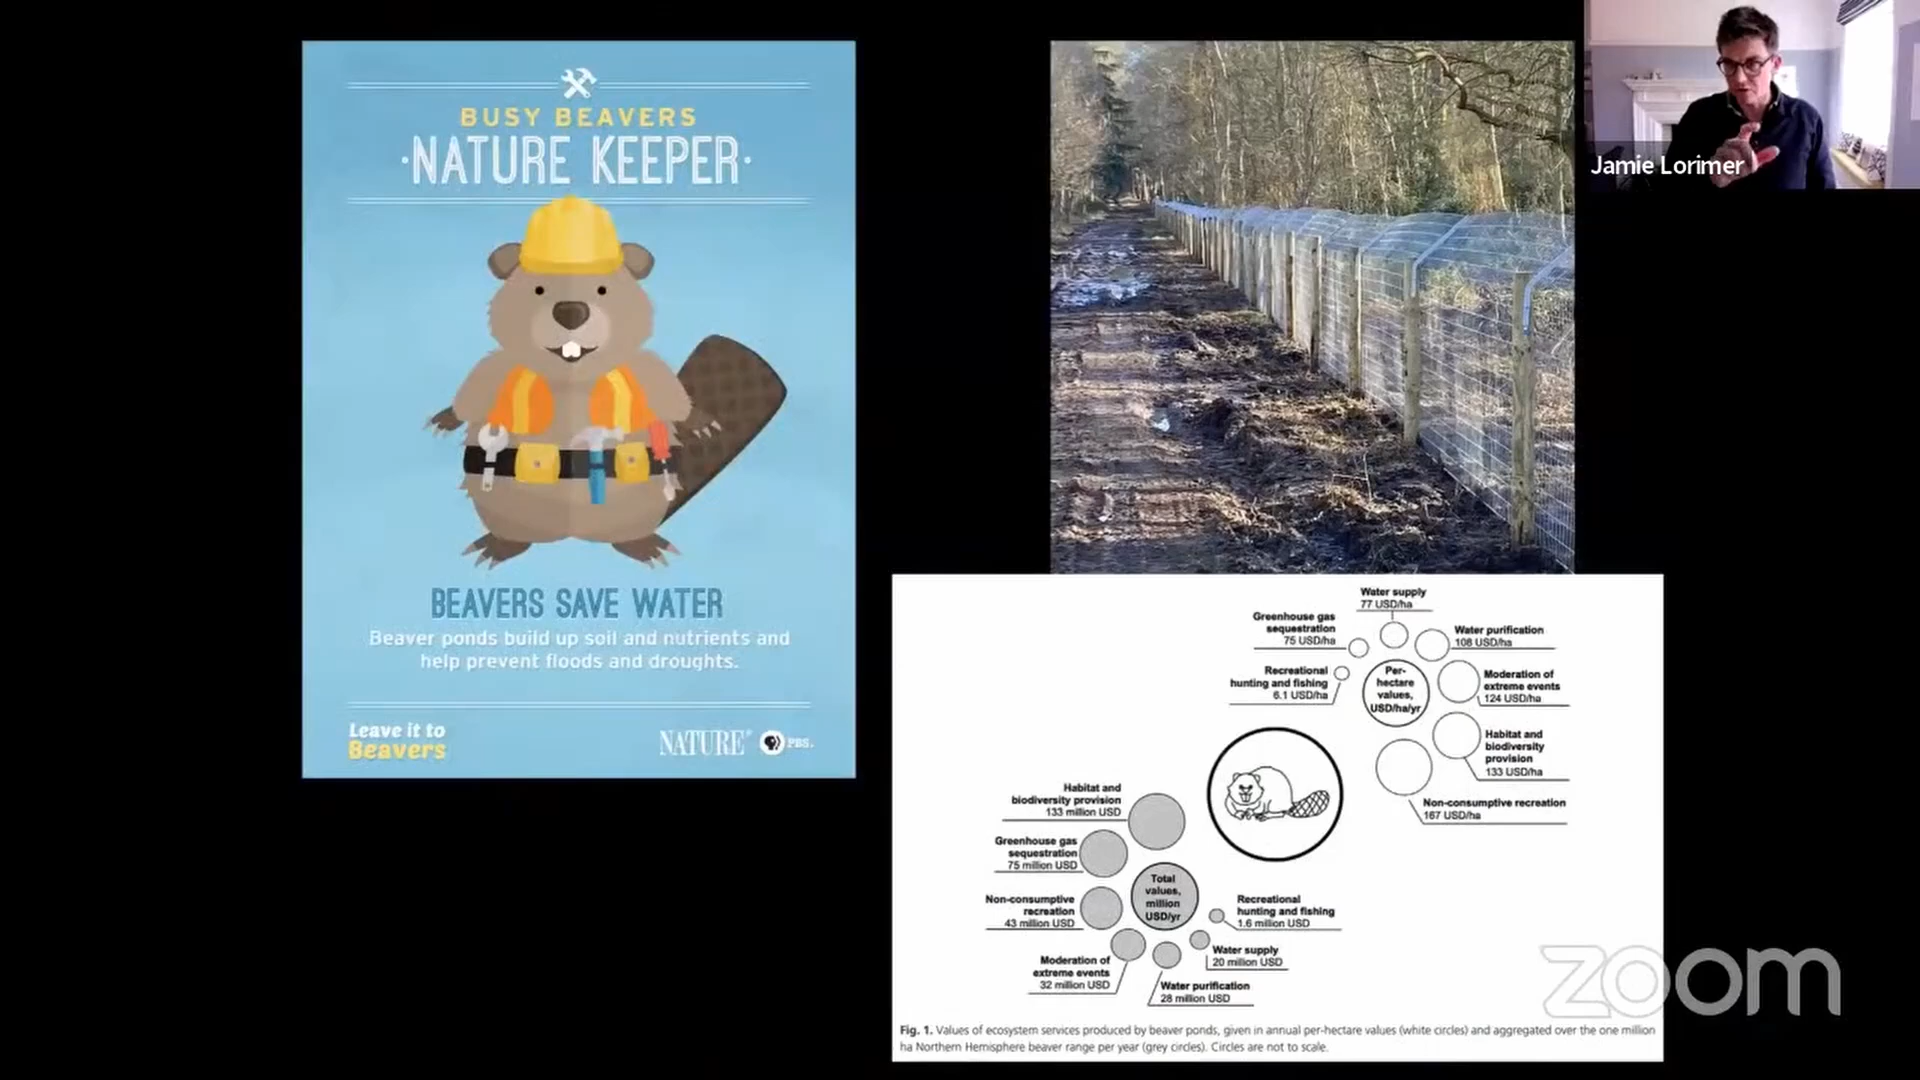 BUSY BEAVERS
·NATURE KEEPER·
BEAVERS SAVE WATER
Beaver ponds build up soil and nutrients and
help prevent floods and droughts.
Leave it to
Beavers
NATURE
PBS.
Jamie Lorimer
Water supply
77 USD/ha
Greenhouse gas
sequestration
75 USD/ha
Water purification
108 USD/ha
Recreational
hunting and fishing
6.1 USD/ha
Per-
hectare
values,
USD/ha/yr
Moderation of
extreme events
124 USD/ha
Habitat and
biodiversity
provision
133 USD/ha
Non-consumptive recreation
167 USD/ha
Habitat and
biodiversity provision
133 million USD
Greenhouse gas
sequestration
75 million USD
Non-consumptive
recreation
43 million USD
Total
values,
million
USD/yr
Recreational
hunting and fishing
1.6 million USD
Water supply
20 million USD
Moderation of
extreme events
32 million USD
Water purification
28 million USD
Fig. 1. Values of ecosystem services produced by beaver ponds, given in annual per-hectare values (white circles) and aggregated over the one million
ha Northern Hemisphere beaver range per year (grey circles). Circles are not to scale.
zoom